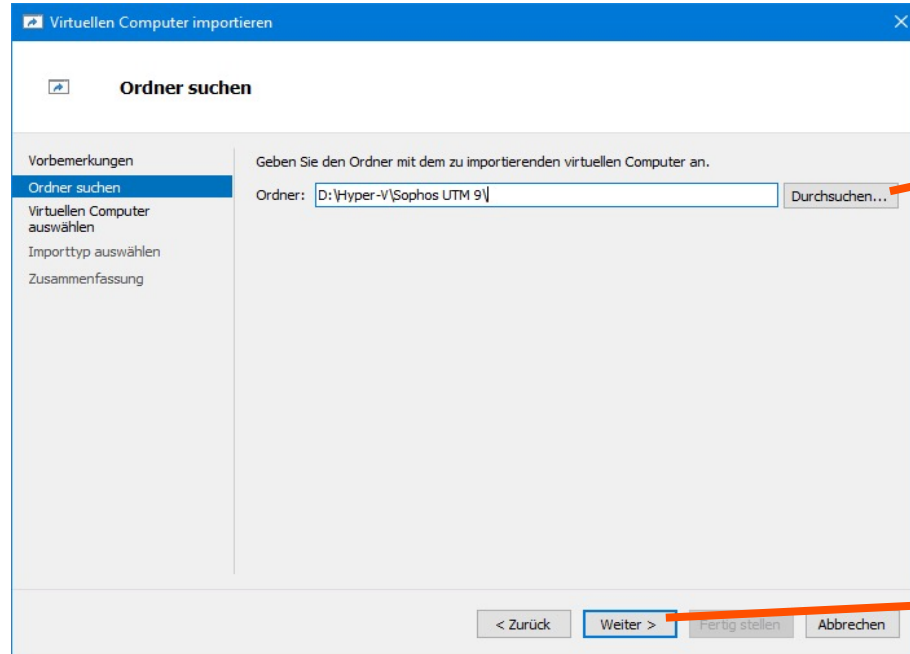 Virtuellen Computer importieren
Ordner suchen
Vorbemerkungen
Ordner suchen
Virtuellen Computer
auswählen
Importtyp auswählen
Zusammenfassung
Geben Sie den Ordner mit dem zu importierenden virtuellen Computer an.
Ordner: D:\Hyper-V\Sophos UTM 9\ Durchsuchen...
< Zurück Weiter > Fertig stellen Abbrechen